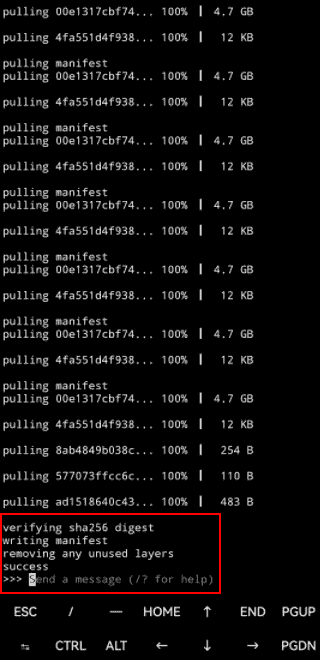 pulling 00e1317cbf74... 100% | 4.7 GB
pulling 4fa551d4f938... 100% | 12 KB
pulling manifest
pulling 00e1317cbf74... 100% | 4.7 GB
pulling 4fa551d4f938... 100% | 12 KB
pulling manifest
pulling 00e1317cbf74... 100% | 4.7 GB
pulling 4fa551d4f938... 100% | 12 KB
pulling manifest
pulling 00e1317cbf74... 100% | 4.7 GB
pulling 4fa551d4f938... 100% | 12 KB
pulling manifest
pulling 00e1317cbf74... 100% | 4.7 GB
pulling 4fa551d4f938... 100% | 12 KB
pulling manifest
pulling 00e1317cbf74... 100% | 4.7 GB
pulling 4fa551d4f938... 100% | 12 KB
pulling manifest
pulling 00e1317cbf74... 100% | 4.7 GB
pulling 4fa551d4f938... 100% | 12 KB
pulling 8ab4849b038c... 100% | 254 B
pulling 577073ffcc6c... 100% | 110 B
pulling ad1518640c43... 100% | 483 B
verifying sha256 digest
writing manifest
removing any unused layers
success
>>> Send a message (/? for help)
ESC / — HOME ↑ END PGUP
⇆ CTRL ALT ← ↓ → PGDN